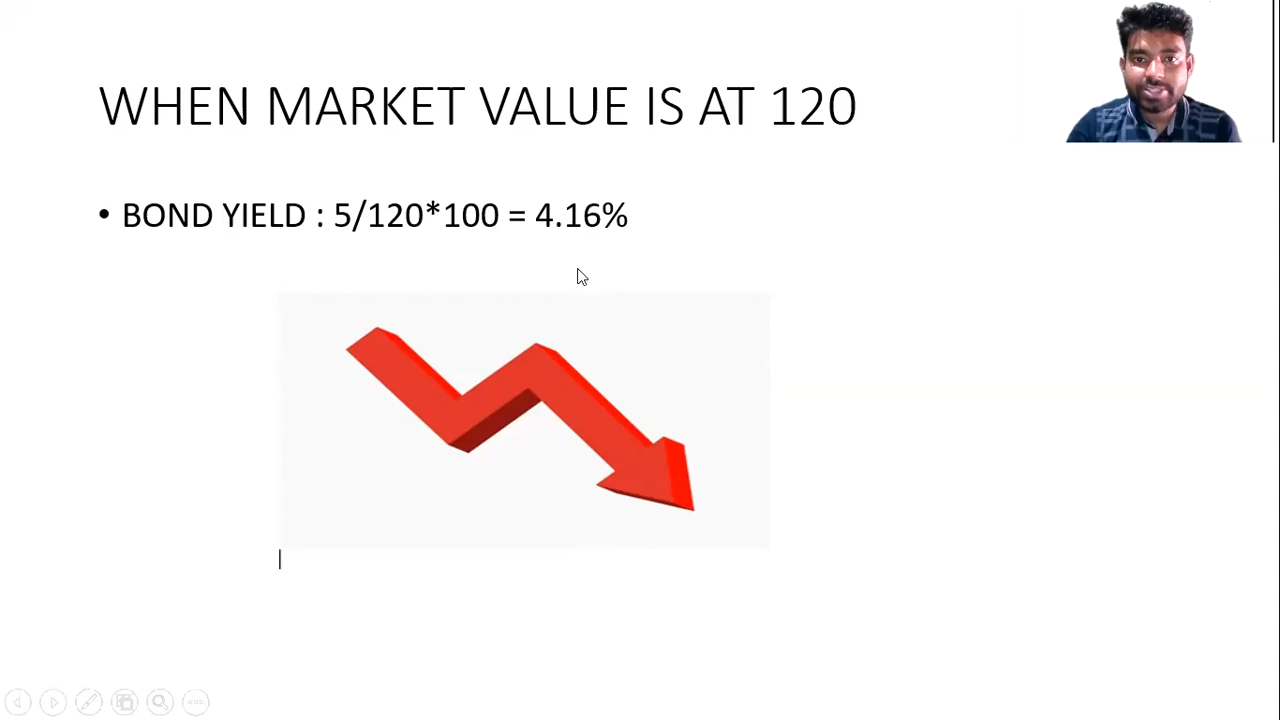 WHEN MARKET VALUE IS AT 120
• BOND YIELD : 5/120*100 = 4.16%